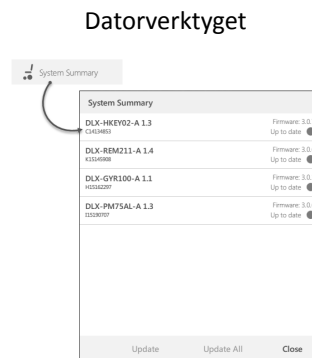 Datorverktyget
System Summary
System Summary
DLX-HKEY02-A 1.3
Firmware: 3.0.
C14134853
Up to date
DLX-REM211-A 1.4
Firmware: 3.0.
K15145908
Up to date
DLX-GYR100-A 1.1
Firmware: 3.0.
H15162297
Up to date
DLX-PM75AL-A 1.3
Firmware: 3.0.
I15190707
Up to date
Update Update All Close